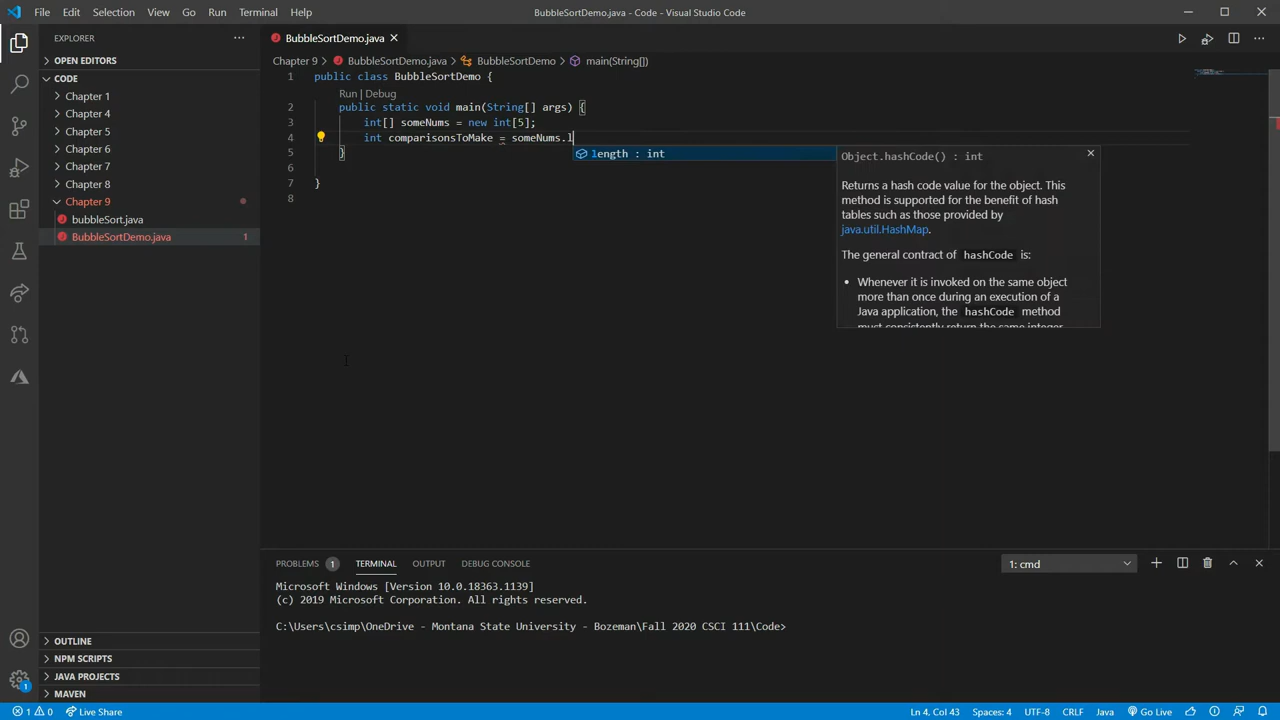 File Edit Selection View Go Run Terminal Help
BubbleSortDemo.java - Code - Visual Studio Code
EXPLORER
OPEN EDITORS
CODE
Chapter 1
Chapter 4
Chapter 5
Chapter 6
Chapter 7
Chapter 8
Chapter 9
bubbleSort.java
BubbleSortDemo.java 1
OUTLINE
NPM SCRIPTS
JAVA PROJECTS
MAVEN
BubbleSortDemo.java
Chapter 9 > BubbleSortDemo.java > BubbleSortDemo > main(String[])
1 public class BubbleSortDemo {
Run | Debug
2 public static void main(String[] args) {
3 int[] someNums = new int[5];
4 int comparisonsToMake = someNums.l
5 }
6
7 }
8
length : int
Object.hashCode() : int
Returns a hash code value for the object. This
method is supported for the benefit of hash
tables such as those provided by
java.util.HashMap.
The general contract of hashCode is:
• Whenever it is invoked on the same object
more than once during an execution of a
Java application, the hashCode method
must consistently return the same integer
PROBLEMS 1 TERMINAL OUTPUT DEBUG CONSOLE
1: cmd
Microsoft Windows [Version 10.0.18363.1139]
(c) 2019 Microsoft Corporation. All rights reserved.
C:\Users\csimp\OneDrive - Montana State University - Bozeman\Fall 2020 CSCI 111\Code>
1
1 0 Live Share
Ln 4, Col 43 Spaces: 4 UTF-8 CRLF Java Go Live